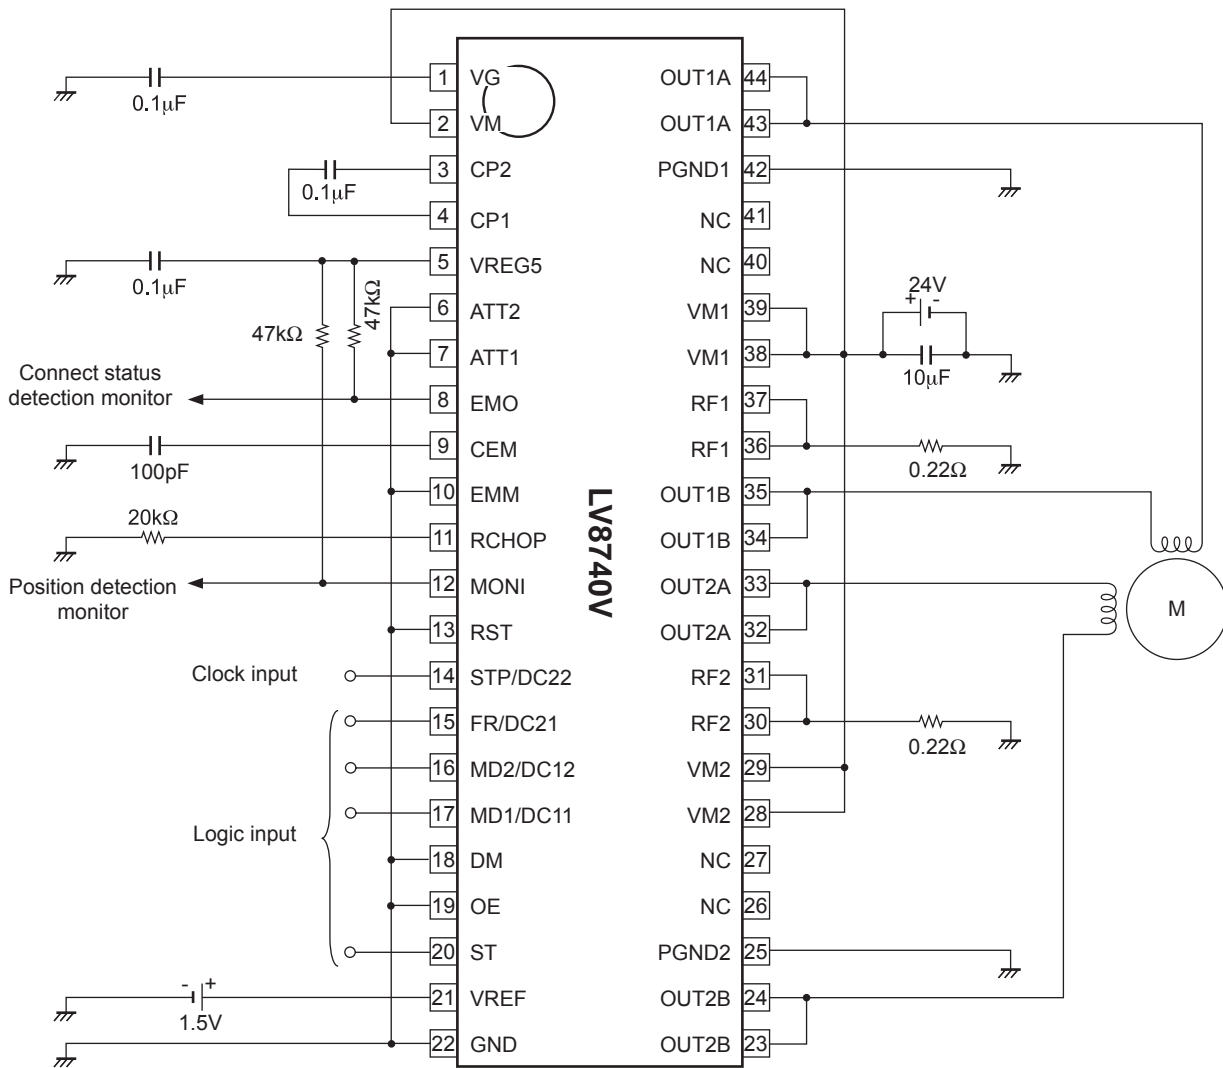 1 VG OUT1A 44
0.1μF
2 VM OUT1A 43
3 CP2 PGND1 42
0.1μF
4 CP1 NC 41
5 VREG5 NC 40
0.1μF
47kΩ
47kΩ
24V
+ -
6 ATT2 VM1 39
7 ATT1 VM1 38
10μF
Connect status
detection monitor
8 EMO RF1 37
9 CEM RF1 36
100pF
0.22Ω
10 EMM OUT1B 35
20kΩ
11 RCHOP OUT1B 34
LV8740V
Position detection
monitor
12 MONI OUT2A 33
M
13 RST OUT2A 32
Clock input
14 STP/DC22 RF2 31
15 FR/DC21 RF2 30
0.22Ω
16 MD2/DC12 VM2 29
17 MD1/DC11 VM2 28
Logic input
18 DM NC 27
19 OE NC 26
20 ST PGND2 25
- +
1.5V
21 VREF OUT2B 24
22 GND OUT2B 23